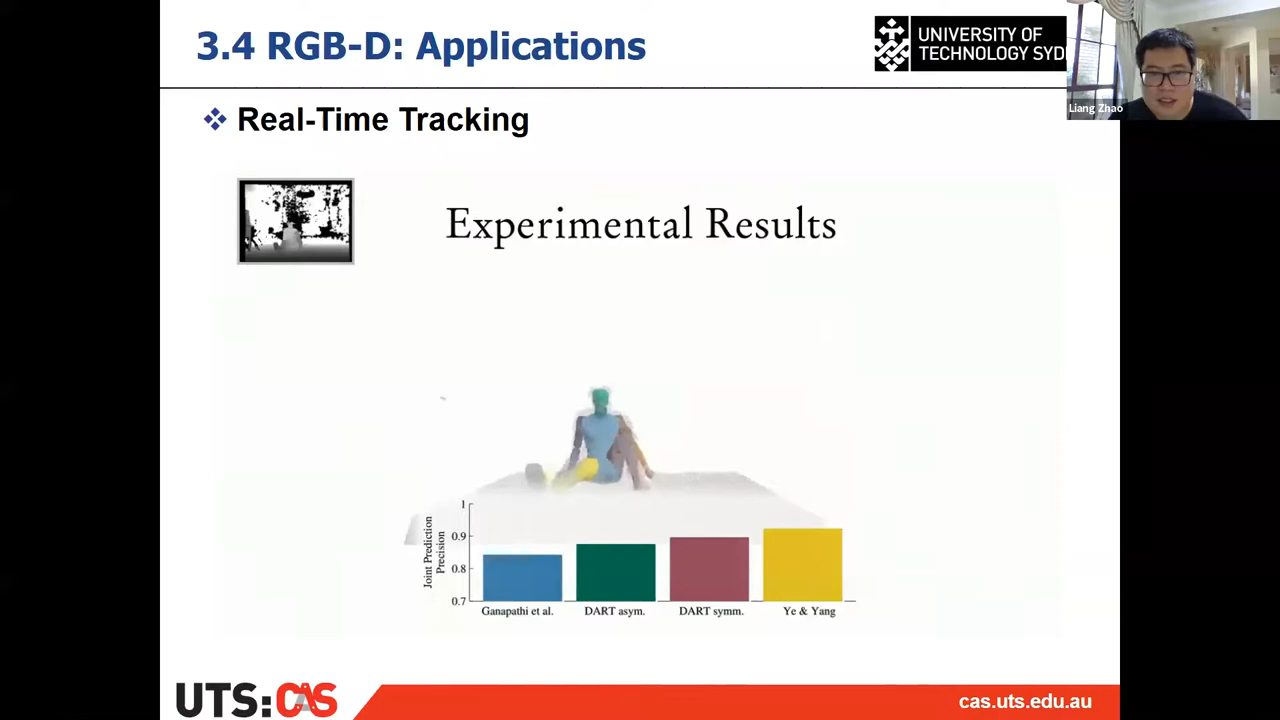 3.4 RGB-D: Applications
UNIVERSITY OF
TECHNOLOGY SYD
Liang Zhao
Real-Time Tracking
Experimental Results
Joint Prediction
Precision
1
0.9
0.8
0.7
Ganapathi et al.
DART asym.
DART symm.
Ye & Yang
UTS:CAS
cas.uts.edu.au